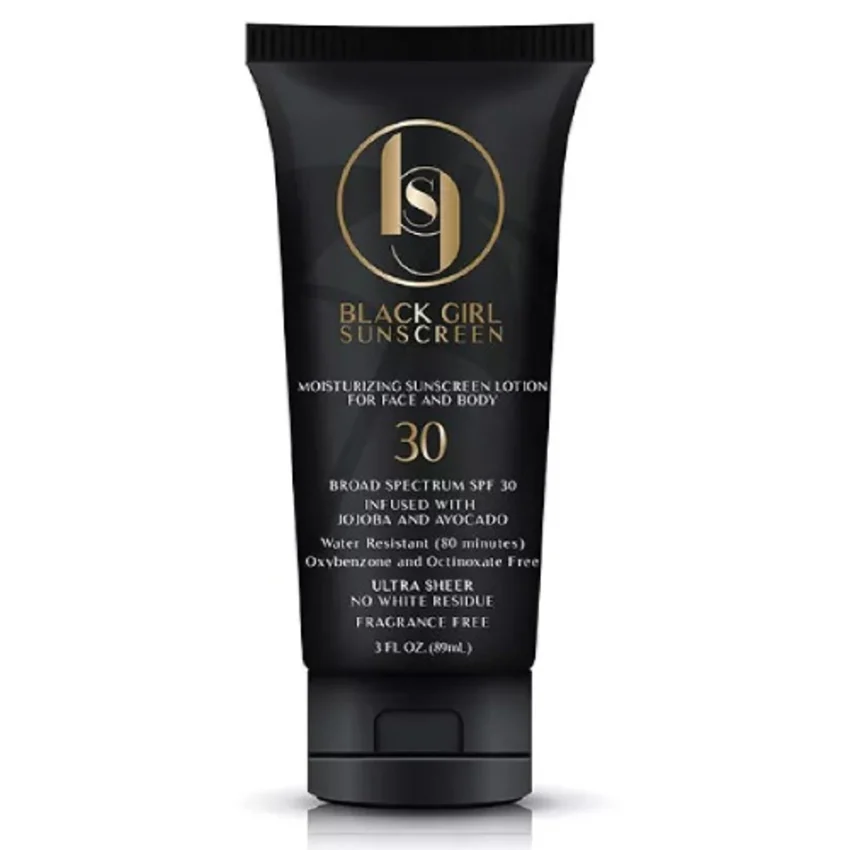 bsg
BLACK GIRL
SUNSCREEN
MOISTURIZING SUNSCREEN LOTION
FOR FACE AND BODY
30
BROAD SPECTRUM SPF 30
INFUSED WITH
JOJOBA AND AVOCADO
Water Resistant (80 minutes)
Oxybenzone and Octinoxate Free
ULTRA SHEER
NO WHITE RESIDUE
FRAGRANCE FREE
3 FL OZ. (89mL)